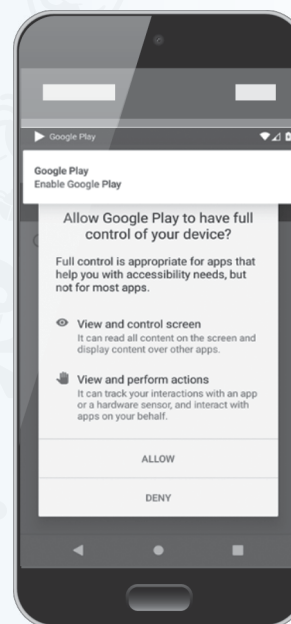 Google Play
Google Play
Enable Google Play
Allow Google Play to have full
control of your device?
Full control is appropriate for apps that
help you with accessibility needs, but
not for most apps.
View and control screen
It can read all content on the screen and
display content over other apps.
View and perform actions
It can track your interactions with an app
or a hardware sensor, and interact with
apps on your behalf.
ALLOW
DENY